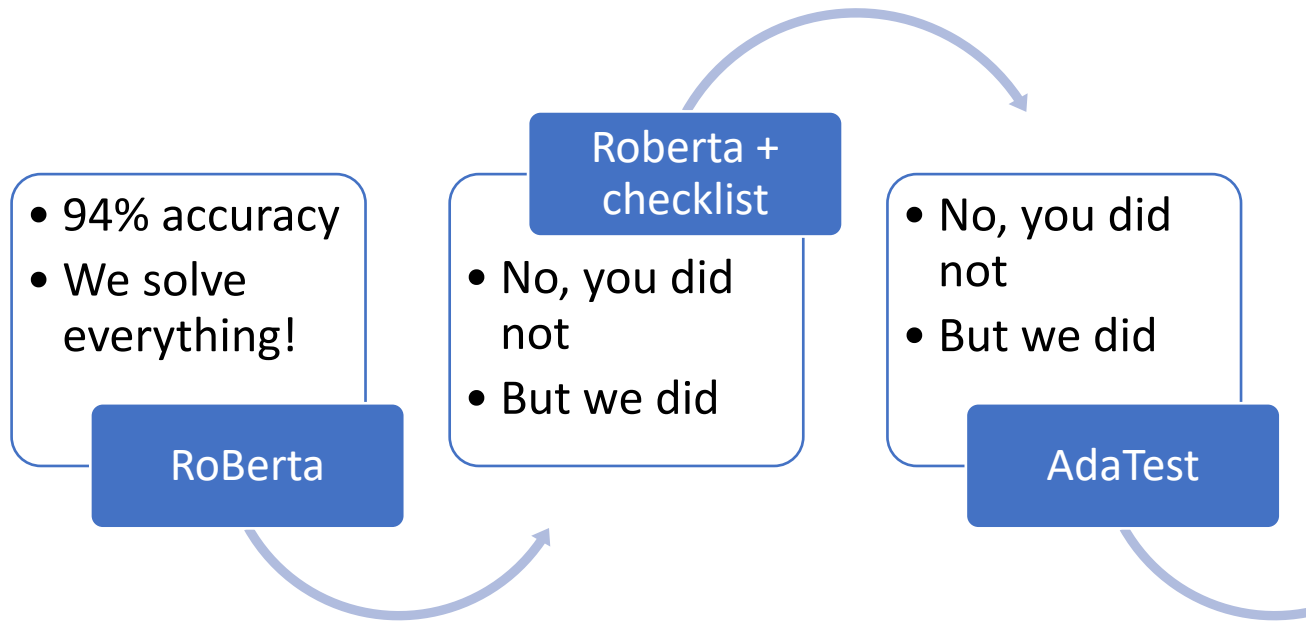 • 94% accuracy
• We solve
everything!
RoBerta
Roberta +
checklist
• No, you did
not
• But we did
• No, you did
not
• But we did
AdaTest